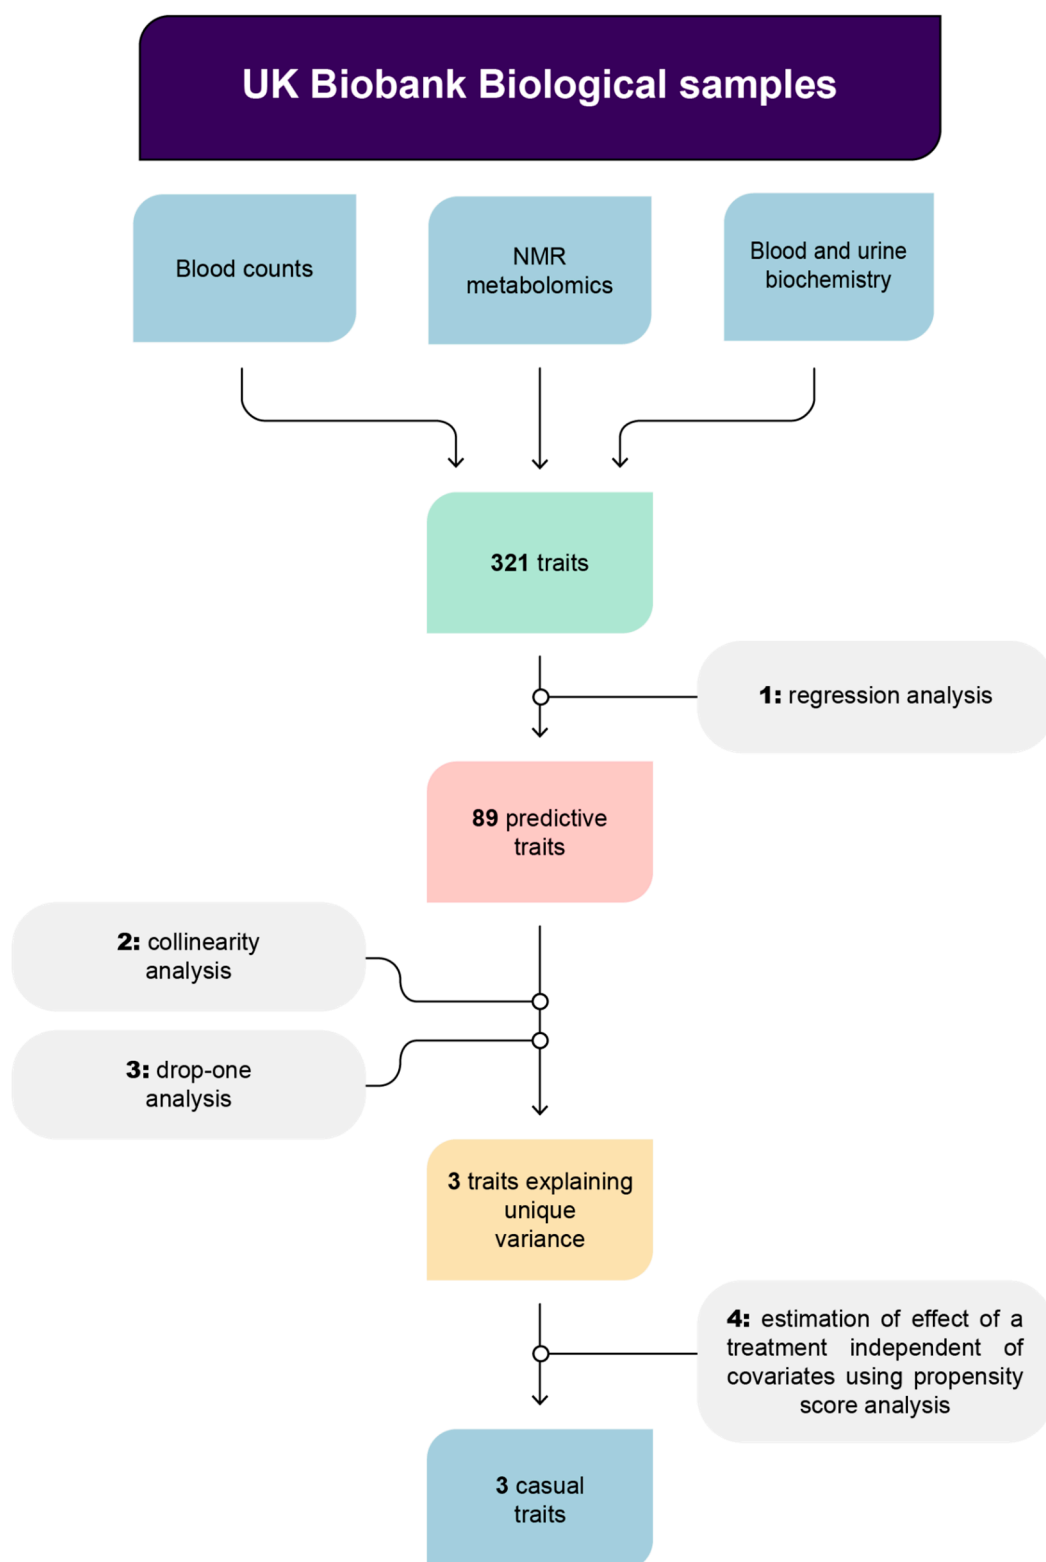 UK Biobank Biological samples
Blood counts
NMR
metabolomics
Blood and urine
biochemistry
321 traits
1: regression analysis
89 predictive
traits
2: collinearity
analysis
3: drop-one
analysis
3 traits explaining
unique
variance
4: estimation of effect of a
treatment independent of
covariates using propensity
score analysis
3 casual
traits